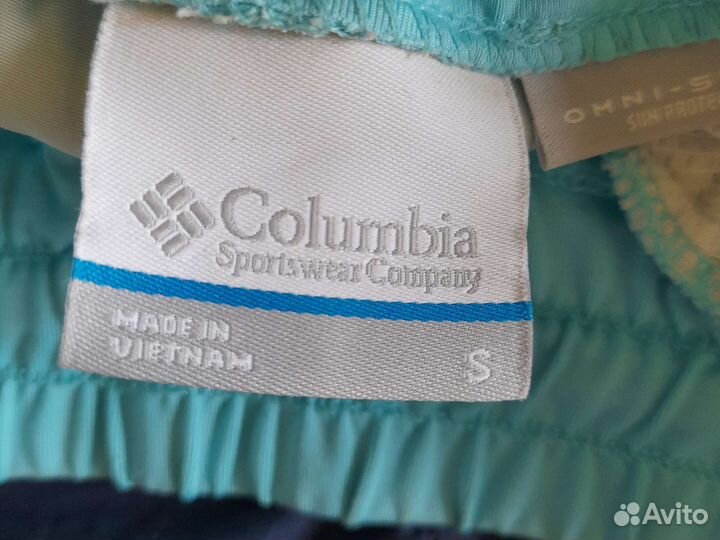 Columbia
Sportswear Company
MADE IN
VIETNAM
S
OMNI-S
SUN PROTE
Avito